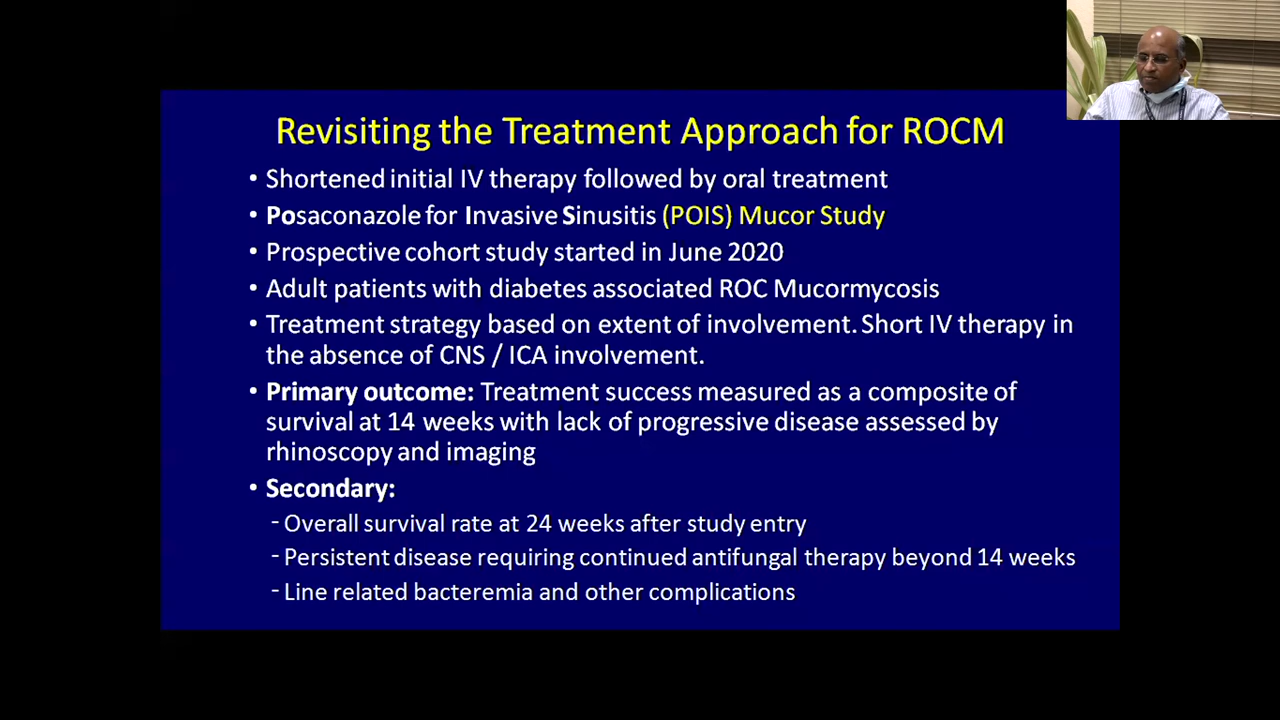 Revisiting the Treatment Approach for ROCM
• Shortened initial IV therapy followed by oral treatment
• Posaconazole for Invasive Sinusitis (POIS) Mucor Study
• Prospective cohort study started in June 2020
• Adult patients with diabetes associated ROC Mucormycosis
• Treatment strategy based on extent of involvement. Short IV therapy in
the absence of CNS / ICA involvement.
• Primary outcome: Treatment success measured as a composite of
survival at 14 weeks with lack of progressive disease assessed by
rhinoscopy and imaging
• Secondary:
- Overall survival rate at 24 weeks after study entry
- Persistent disease requiring continued antifungal therapy beyond 14 weeks
- Line related bacteremia and other complications